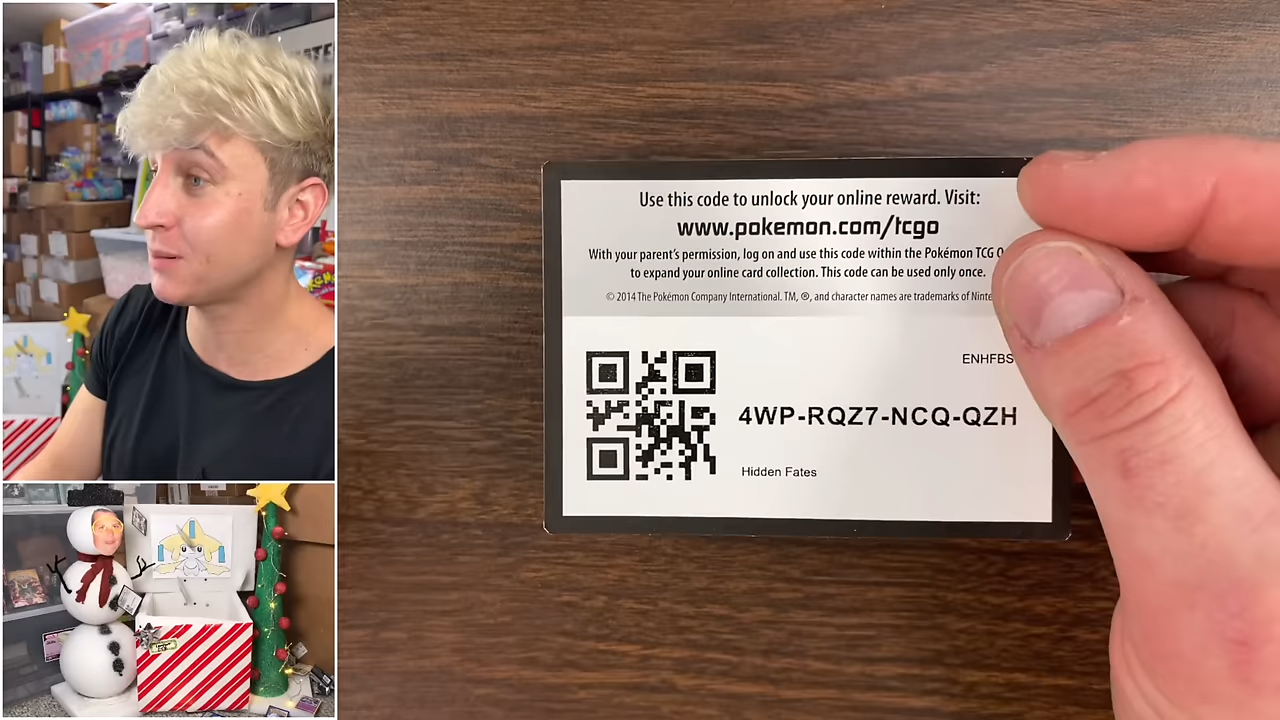 Use this code to unlock your online reward. Visit:
www.pokemon.com/tcgo
With your parent's permission, log on and use this code within the Pokémon TCG O
to expand your online card collection. This code can be used only once.
© 2014 The Pokémon Company International. TM, ®, and character names are trademarks of Ninte
ENHFBS
4WP-RQZ7-NCQ-QZH
Hidden Fates